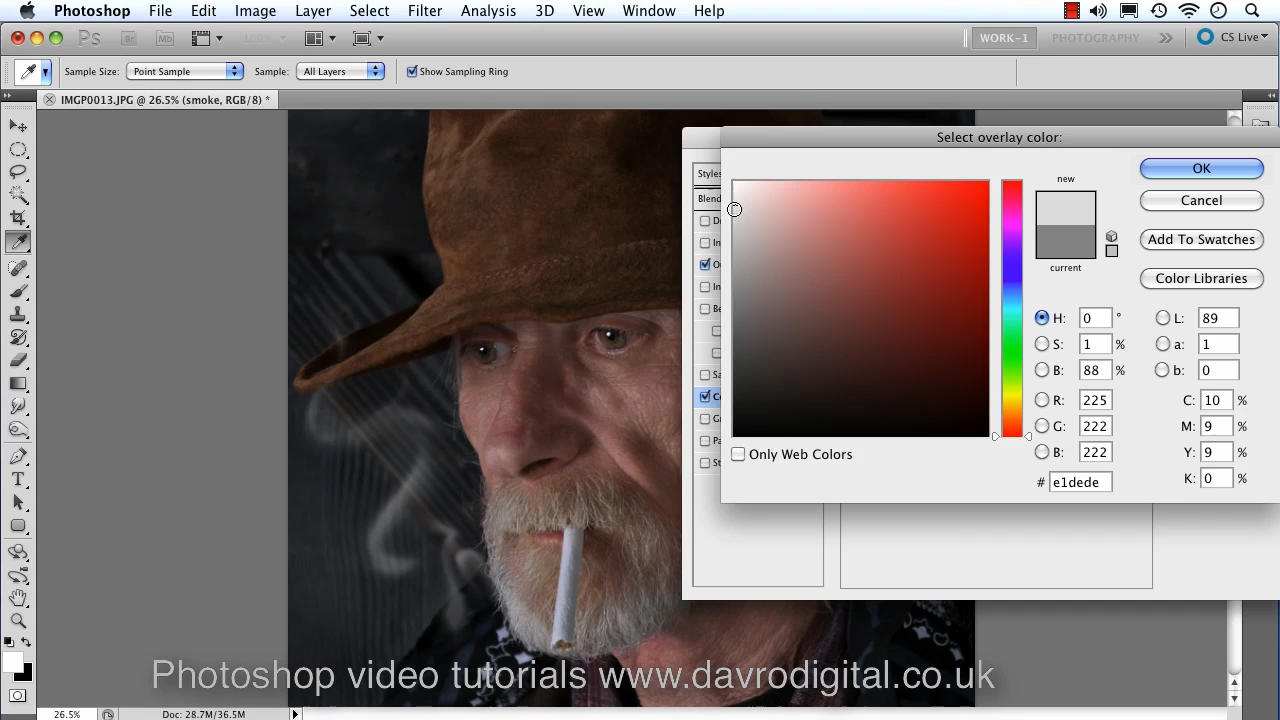 Photoshop File Edit Image Layer Select Filter Analysis 3D View Window Help
Ps Br Mb 100% WORK-1 PHOTOGRAPHY CS Live
Sample Size: Point Sample Sample: All Layers Show Sampling Ring
IMGP0013.JPG @ 26.5% (smoke, RGB/8) *
Select overlay color:
Styles
Blend
new
current
OK
Cancel
Add To Swatches
Color Libraries
H: 0 °
S: 1 %
B: 88 %
R: 225
G: 222
B: 222
# e1dede
L: 89
a: 1
b: 0
C: 10 %
M: 9 %
Y: 9 %
K: 0 %
Only Web Colors
Photoshop video tutorials www.davrodigital.co.uk
26.5% Doc: 28.7M/36.5M